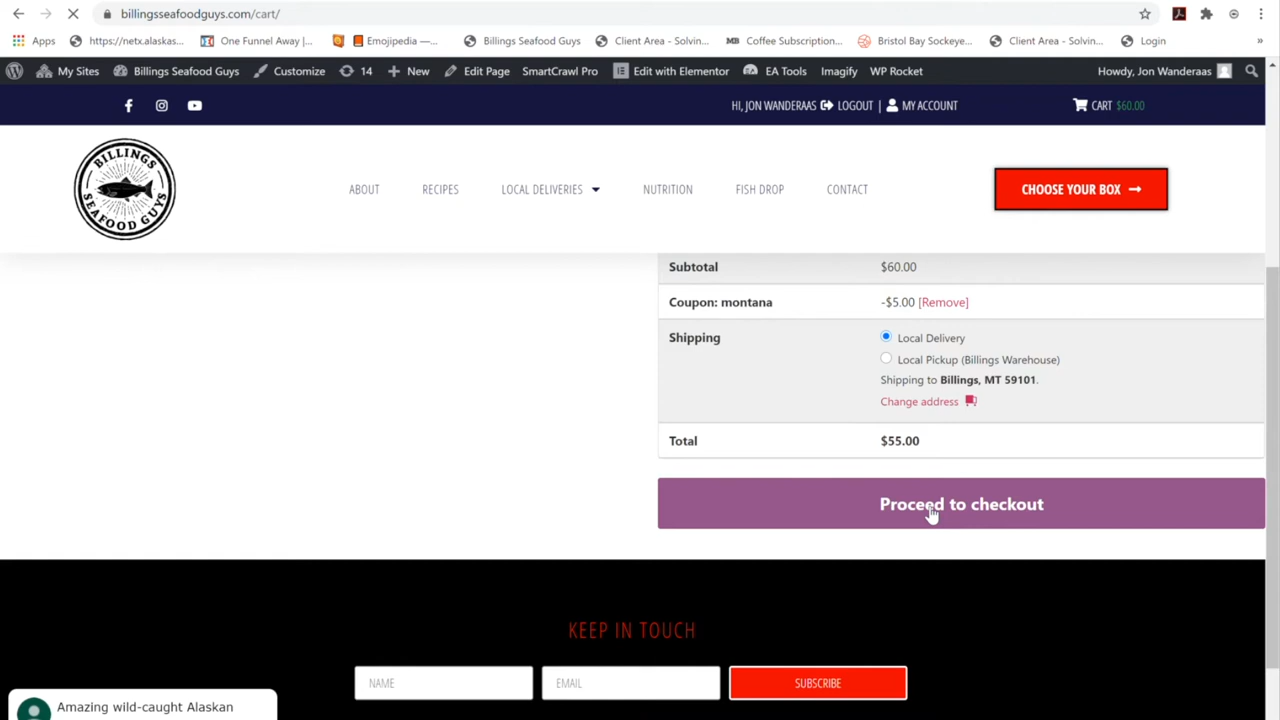 billingsseafoodguys.com/cart/
Apps https://netx.alaskas... One Funnel Away |... Emojipedia —... Billings Seafood Guys Client Area - Solvin... MB Coffee Subscription... Bristol Bay Sockeye... Client Area - Solvin... Login »
My Sites Billings Seafood Guys Customize 14 New Edit Page SmartCrawl Pro Edit with Elementor EA Tools Imagify WP Rocket Howdy, Jon Wanderaas
HI, JON WANDERAAS LOGOUT | MY ACCOUNT CART $60.00
BILLINGS SEAFOOD GUYS
ABOUT RECIPES LOCAL DELIVERIES NUTRITION FISH DROP CONTACT CHOOSE YOUR BOX →
Subtotal $60.00
Coupon: montana -$5.00 [Remove]
Shipping Local Delivery
Local Pickup (Billings Warehouse)
Shipping to Billings, MT 59101.
Change address
Total $55.00
Proceed to checkout
KEEP IN TOUCH
NAME EMAIL SUBSCRIBE
Amazing wild-caught Alaskan